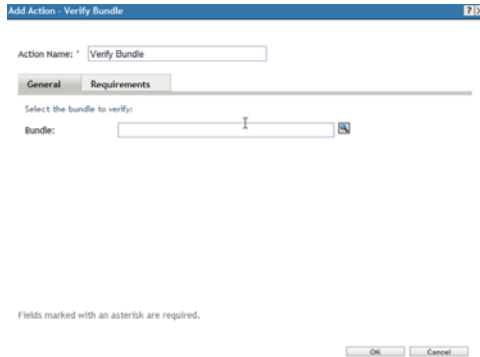 Add Action - Verify Bundle
Action Name: * Verify Bundle
General Requirements
Select the bundle to verify:
Bundle:
Fields marked with an asterisk are required.
OK Cancel